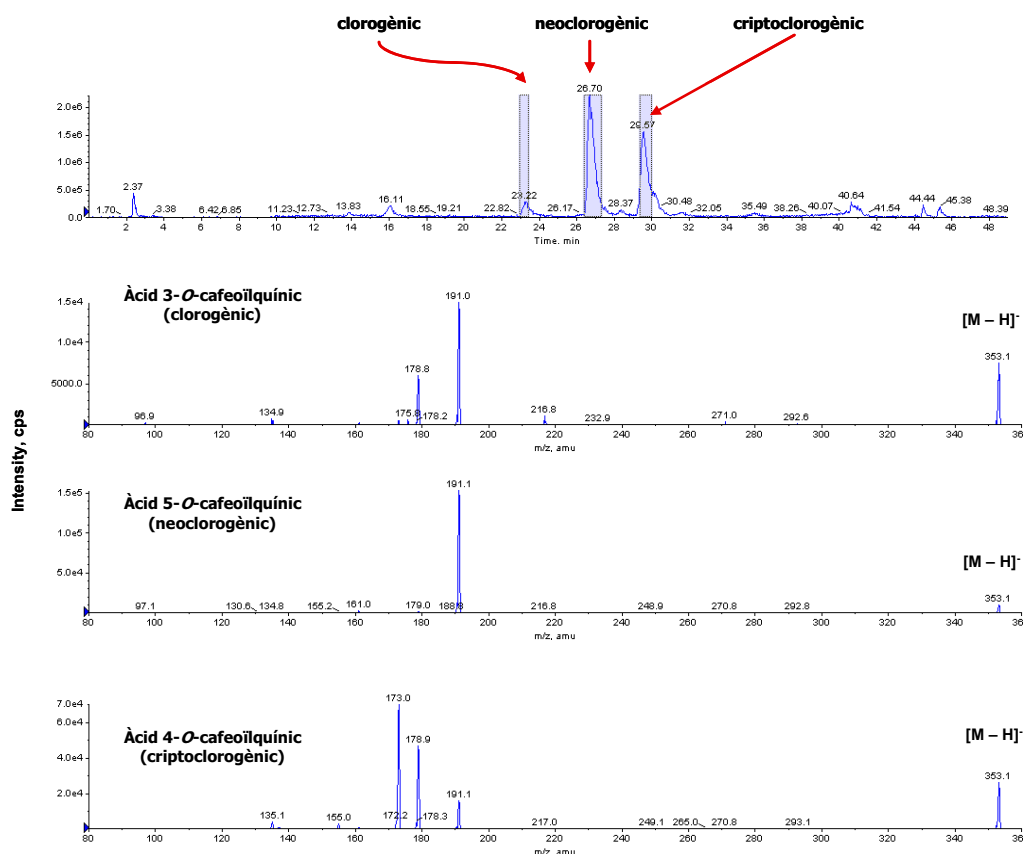 clorogènic neoclorogènic criptoclorogènic
2.0e6
1.5e6
1.0e6
5.0e5
0.0
1.70 2.37 3.38 6.42 6.85 11.23 12.73 13.83 16.11 18.55 19.21 22.82 23.22 26.17 26.70 28.37 29.57 30.48 32.05 35.49 38.26 40.07 40.64 41.54 44.44 45.38 48.39
2 4 6 8 10 12 14 16 18 20 22 24 26 28 30 32 34 36 38 40 42 44 46 48
Time, min
Intensity, cps
Àcid 3-O-cafeoïlquínic
(clorogènic)
[M – H]-
1.5e4
1.0e4
5000.0
96.9 134.9 175.8 178.2 178.8 191.0 216.8 232.9 271.0 292.6 353.1
80 100 120 140 160 180 200 220 240 260 280 300 320 340 360
m/z, amu
Àcid 5-O-cafeoïlquínic
(neoclorogènic)
[M – H]-
1.5e5
1.0e5
5.0e4
97.1 130.6 134.8 155.2 161.0 179.0 191.1 216.8 248.9 270.8 292.8 353.1
80 100 120 140 160 180 200 220 240 260 280 300 320 340 360
m/z, amu
Àcid 4-O-cafeoïlquínic
(criptoclorogènic)
[M – H]-
7.0e4
6.0e4
4.0e4
2.0e4
135.1 155.0 172.2 173.0 178.3 178.9 191.1 217.0 249.1 265.0 270.8 293.1 353.1
80 100 120 140 160 180 200 220 240 260 280 300 320 340 360
m/z, amu